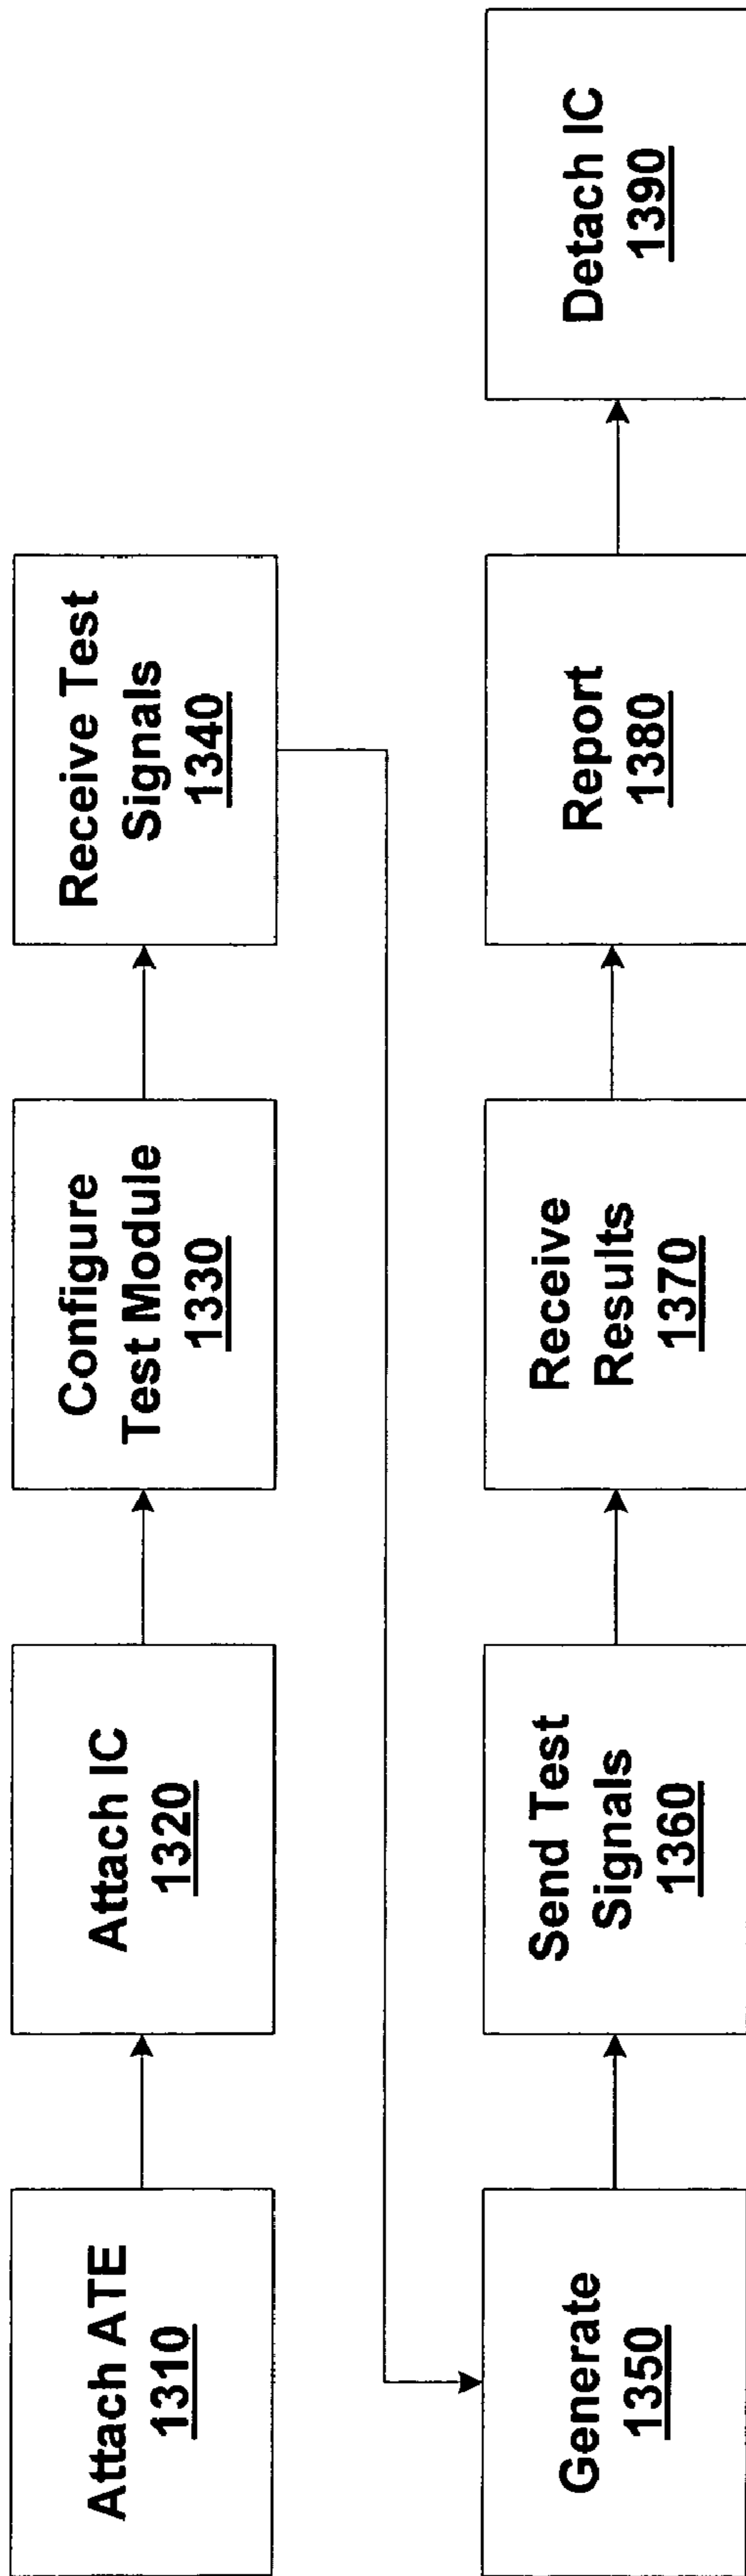 Attach ATE
1310
Attach IC
1320
Configure
Test Module
1330
Receive Test
Signals
1340
Generate
1350
Send Test
Signals
1360
Receive
Results
1370
Report
1380
Detach IC
1390